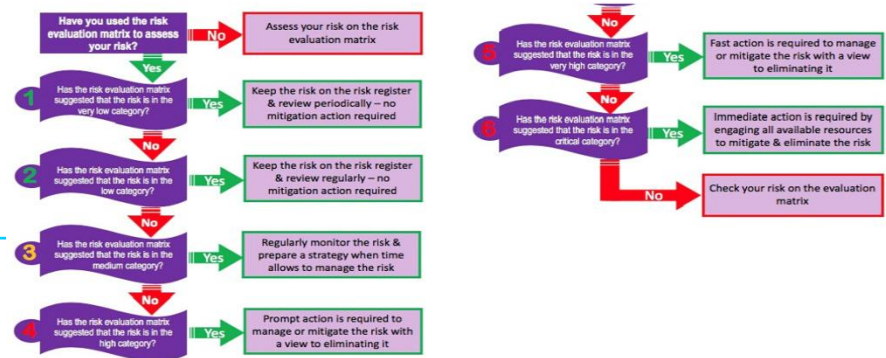 Have you used the risk
evaluation matrix to assess
your risk?
No
Assess your risk on the risk
evaluation matrix
Yes
1
Has the risk evaluation matrix
suggested that the risk is in the
very low category?
Yes
Keep the risk on the risk register
& review periodically – no
mitigation action required
No
2
Has the risk evaluation matrix
suggested that the risk is in the
low category?
Yes
Keep the risk on the risk register
& review regularly – no
mitigation action required
No
3
Has the risk evaluation matrix
suggested that the risk is in the
medium category?
Yes
Regularly monitor the risk &
prepare a strategy when time
allows to manage the risk
No
4
Has the risk evaluation matrix
suggested that the risk is in the
high category?
Yes
Prompt action is required to
manage or mitigate the risk with
a view to eliminating it
No
5
Has the risk evaluation matrix
suggested that the risk is in the
very high category?
Yes
Fast action is required to manage
or mitigate the risk with a view
to eliminating it
No
6
Has the risk evaluation matrix
suggested that the risk is in the
critical category?
Yes
Immediate action is required by
engaging all available resources
to mitigate & eliminate the risk
No
Check your risk on the evaluation
matrix